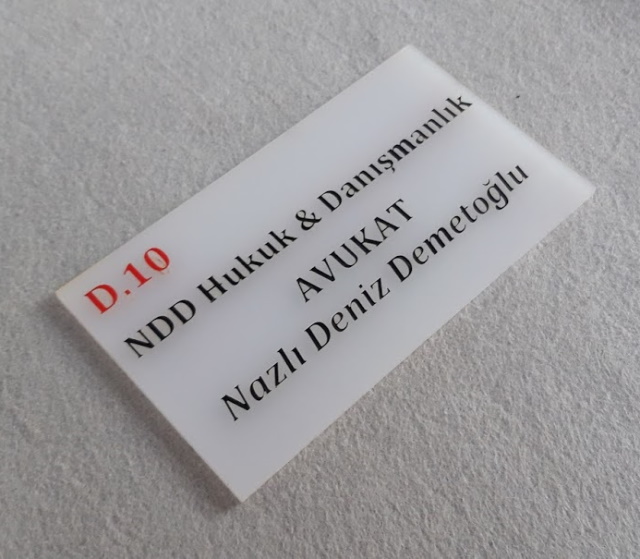 D.10
NDD Hukuk & Danışmanlık
AVUKAT
Nazlı Deniz Demetoğlu